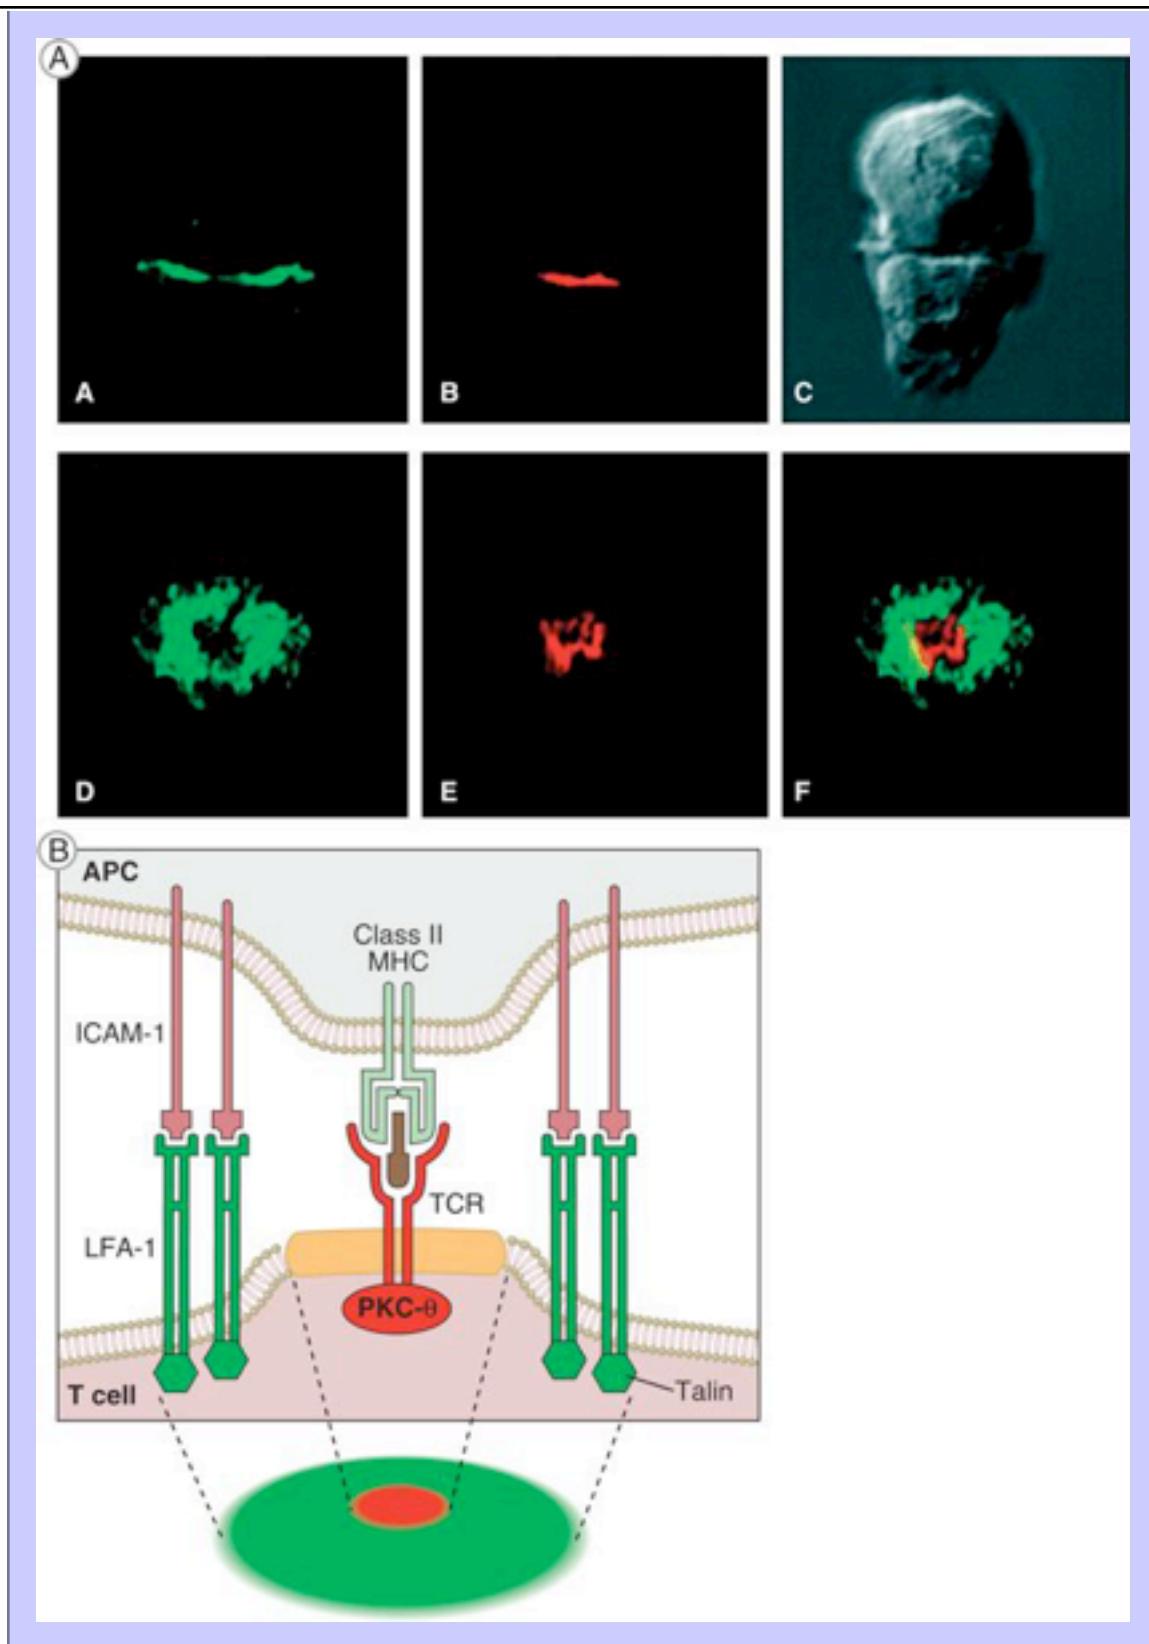 A
A
B
C
D
E
F
B
APC
Class II
MHC
ICAM-1
TCR
LFA-1
PKC-θ
T cell
Talin